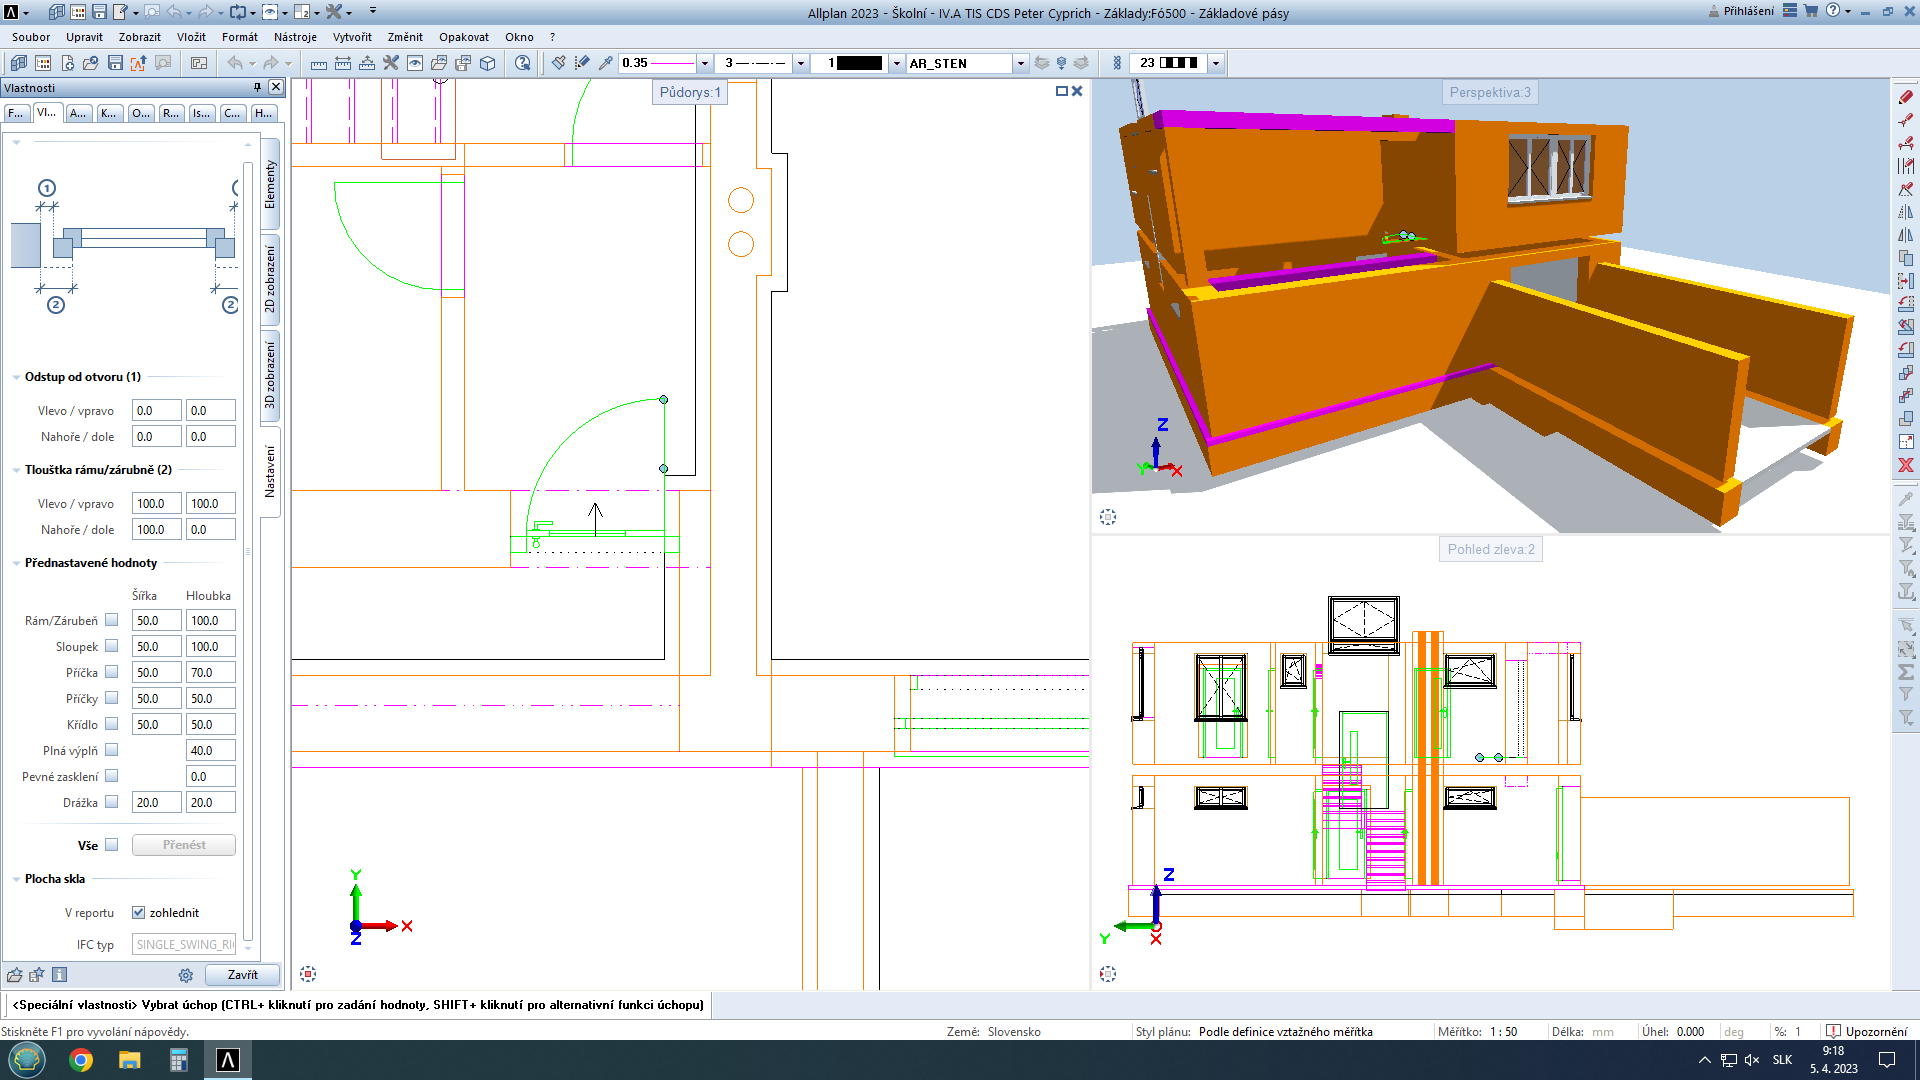 Allplan 2023 - Školní - IV.A TIS CDS Peter Cyprich - Základy:Fó500 - Základové pásy
Přihlášení
Soubor Upravit Zobrazit Vložit Formát Nástroje Vytvořit Změnit Opakovat Okno ?
0.35 3 1 AR_STEN 23
Vlastnosti
F... Vl... A... K... O... R... Is... C... H...
Půdorys:1
Perspektiva:3
Pohled zleva:2
Elementy
2D zobrazení
3D zobrazení
Nastavení
1
2
2
Odstup od otvoru (1)
Vlevo / vpravo 0.0 0.0
Nahoře / dole 0.0 0.0
Tloušťka rámu/zárubně (2)
Vlevo / vpravo 100.0 100.0
Nahoře / dole 100.0 0.0
Přednastavené hodnoty
Šířka Hloubka
Rám/Zárubeň 50.0 100.0
Sloupek 50.0 100.0
Příčka 50.0 70.0
Příčky 50.0 50.0
Křídlo 50.0 50.0
Plná výplň 40.0
Pevné zasklení 0.0
Drážka 20.0 20.0
Vše Přenést
Plocha skla
V reportu zohlednit
IFC typ SINGLE_SWING_RI
Zavřít
Y
X
Z
Z
Y
X
Z
Y
X
<Speciální vlastnosti> Vybrat úchop (CTRL+ kliknutí pro zadání hodnoty, SHIFT+ kliknutí pro alternativní funkci úchopu)
Stiskněte F1 pro vyvolání nápovědy.
Země: Slovensko
Styl plánu: Podle definice vztažného měřítka
Měřítko: 1 : 50
Délka: mm
Úhel: 0.000 deg
%: 1
Upozornění
SLK
9:18
5. 4. 2023